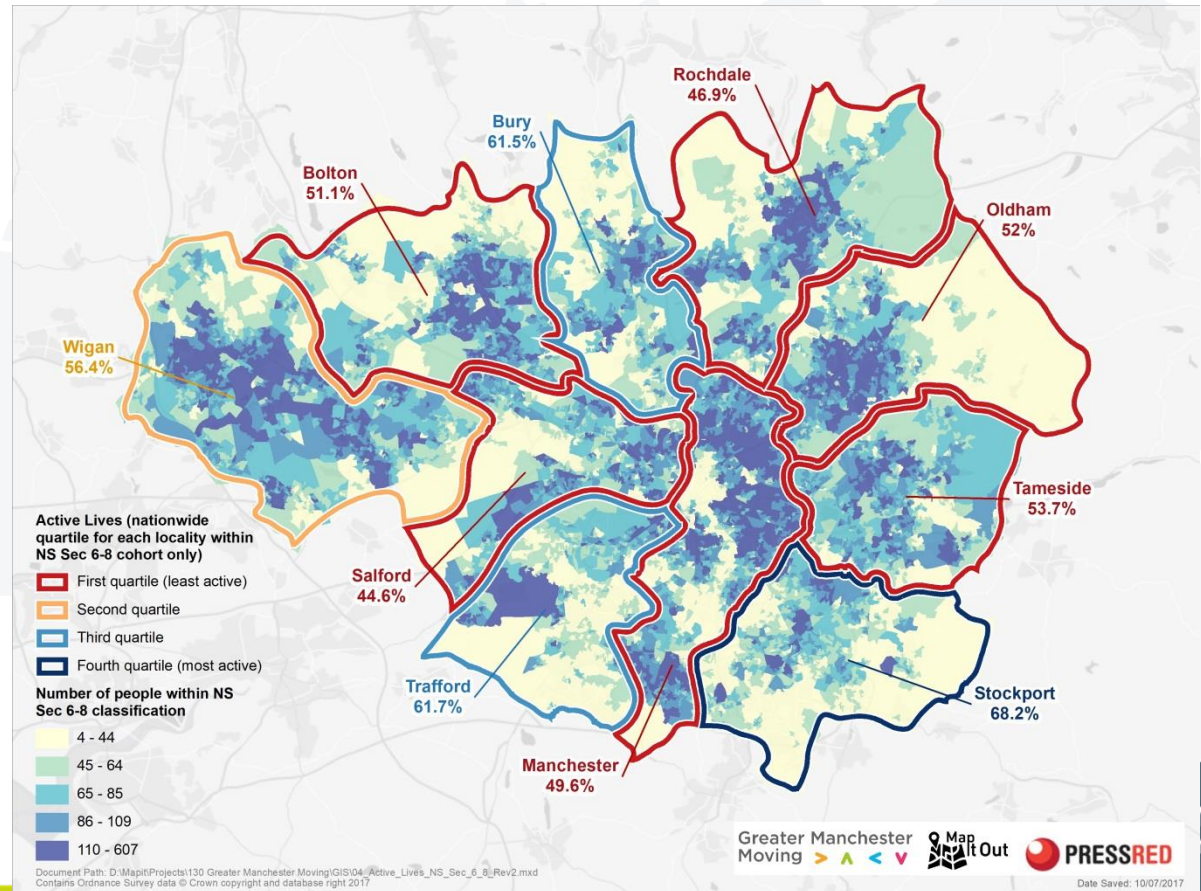 Rochdale
46.9%
Bury
61.5%
Bolton
51.1%
Oldham
52%
Wigan
56.4%
Tameside
53.7%
Salford
44.6%
Trafford
61.7%
Stockport
68.2%
Manchester
49.6%
Active Lives (nationwide
quartile for each locality within
NS Sec 6-8 cohort only)
First quartile (least active)
Second quartile
Third quartile
Fourth quartile (most active)
Number of people within NS
Sec 6-8 classification
4 - 44
45 - 64
65 - 85
86 - 109
110 - 607
Document Path: D:\Mapit\Projects\130 Greater Manchester Moving\GIS\04_Active_Lives_NS_Sec_6_8_Rev2.mxd
Contains Ordnance Survey data © Crown copyright and database right 2017
Greater Manchester
Moving
Map
It Out
PRESSRED
Date Saved: 10/07/2017